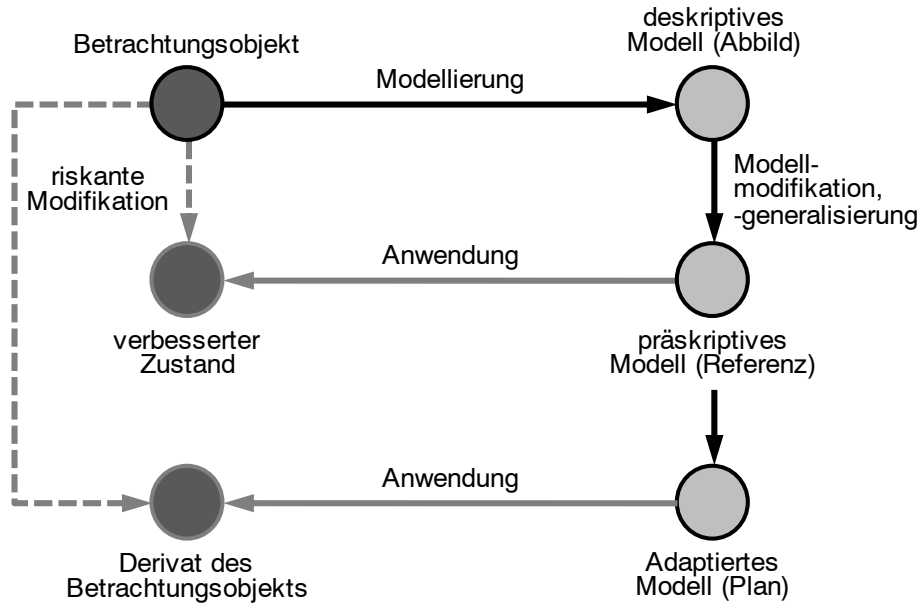 Betrachtungsobjekt
deskriptives
Modell (Abbild)
Modellierung
riskante
Modifikation
Modell-
modifikation,
-generalisierung
Anwendung
verbesserter
Zustand
präskriptives
Modell (Referenz)
Anwendung
Derivat des
Betrachtungsobjekts
Adaptiertes
Modell (Plan)